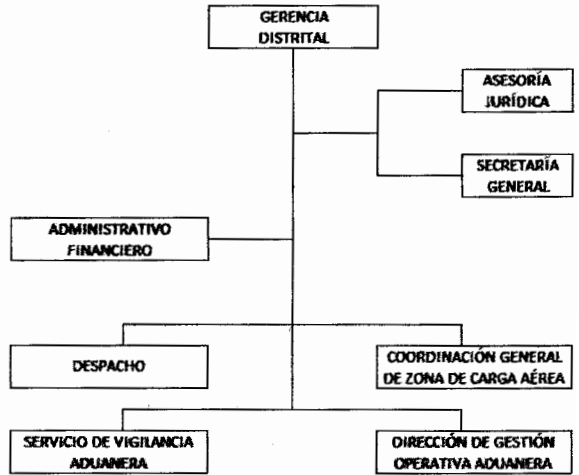 GERENCIA
DISTRITAL
ASESORÍA
JURÍDICA
SECRETARÍA
GENERAL
ADMINISTRATIVO
FINANCIERO
DESPACHO
COORDINACIÓN GENERAL
DE ZONA DE CARGA AÉREA
SERVICIO DE VIGILANCIA
ADUANERA
DIRECCIÓN DE GESTIÓN
OPERATIVA ADUANERA